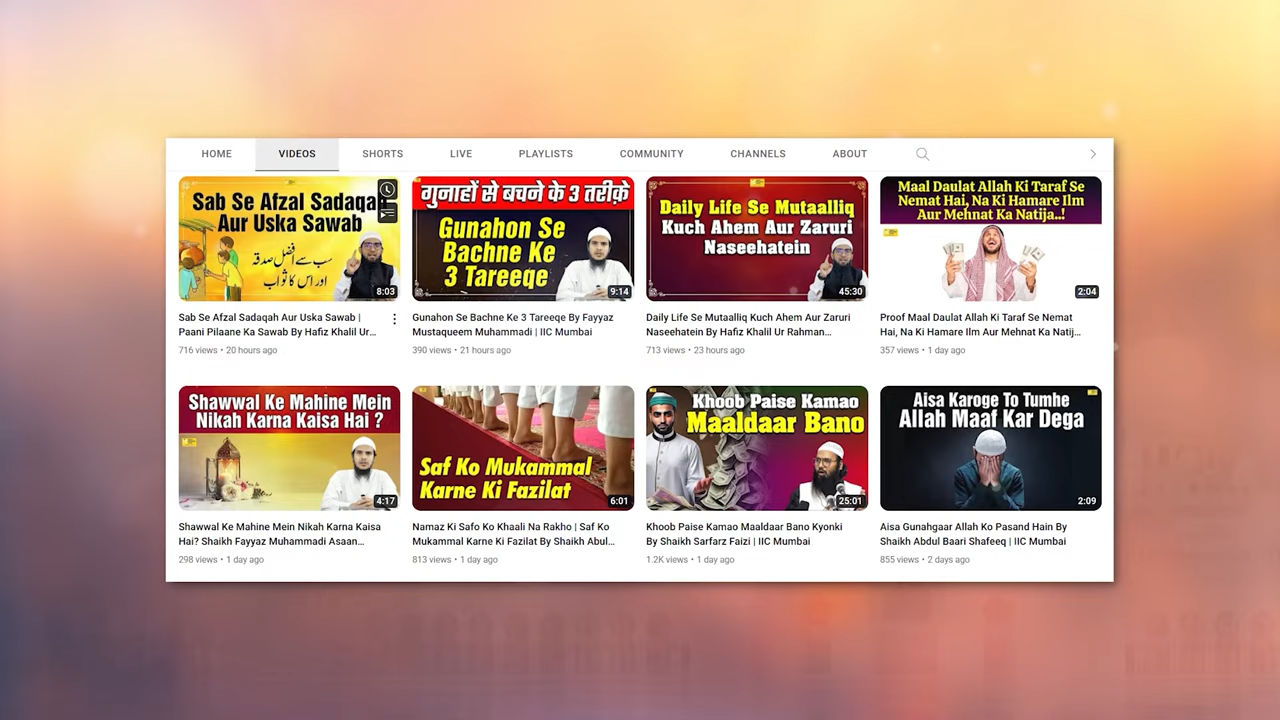 HOME VIDEOS SHORTS LIVE PLAYLISTS COMMUNITY CHANNELS ABOUT
Sab Se Afzal Sadaqah
Aur Uska Sawab
سب سے افضل صدقہ
اور اس کا ثواب
8:03
Sab Se Afzal Sadaqah Aur Uska Sawab |
Paani Pilaane Ka Sawab By Hafiz Khalil Ur...
716 views • 20 hours ago
गुनाहों से बचने के 3 तरीक़े
Gunahon Se
Bachne Ke
3 Tareeqe
9:14
Gunahon Se Bachne Ke 3 Tareeqe By Fayyaz
Mustaqueem Muhammadi | IIC Mumbai
390 views • 21 hours ago
Daily Life Se Mutaalliq
Kuch Ahem Aur Zaruri
Naseehatein
45:30
Daily Life Se Mutaalliq Kuch Ahem Aur Zaruri
Naseehatein By Hafiz Khalil Ur Rahman...
713 views • 23 hours ago
Maal Daulat Allah Ki Taraf Se
Nemat Hai, Na Ki Hamare Ilm
Aur Mehnat Ka Natija..!
2:04
Proof Maal Daulat Allah Ki Taraf Se Nemat
Hai, Na Ki Hamare Ilm Aur Mehnat Ka Natij...
357 views • 1 day ago
Shawwal Ke Mahine Mein
Nikah Karna Kaisa Hai ?
4:17
Shawwal Ke Mahine Mein Nikah Karna Kaisa
Hai? Shaikh Fayyaz Muhammadi Asaan...
298 views • 1 day ago
Saf Ko Mukammal
Karne Ki Fazilat
6:01
Namaz Ki Safo Ko Khaali Na Rakho | Saf Ko
Mukammal Karne Ki Fazilat By Shaikh Abul...
813 views • 1 day ago
Khoob Paise Kamao
Maaldaar Bano
25:01
Khoob Paise Kamao Maaldaar Bano Kyonki
By Shaikh Sarfarz Faizi | IIC Mumbai
1.2K views • 1 day ago
Aisa Karoge To Tumhe
Allah Maaf Kar Dega
2:09
Aisa Gunahgaar Allah Ko Pasand Hain By
Shaikh Abdul Baari Shafeeq | IIC Mumbai
855 views • 2 days ago